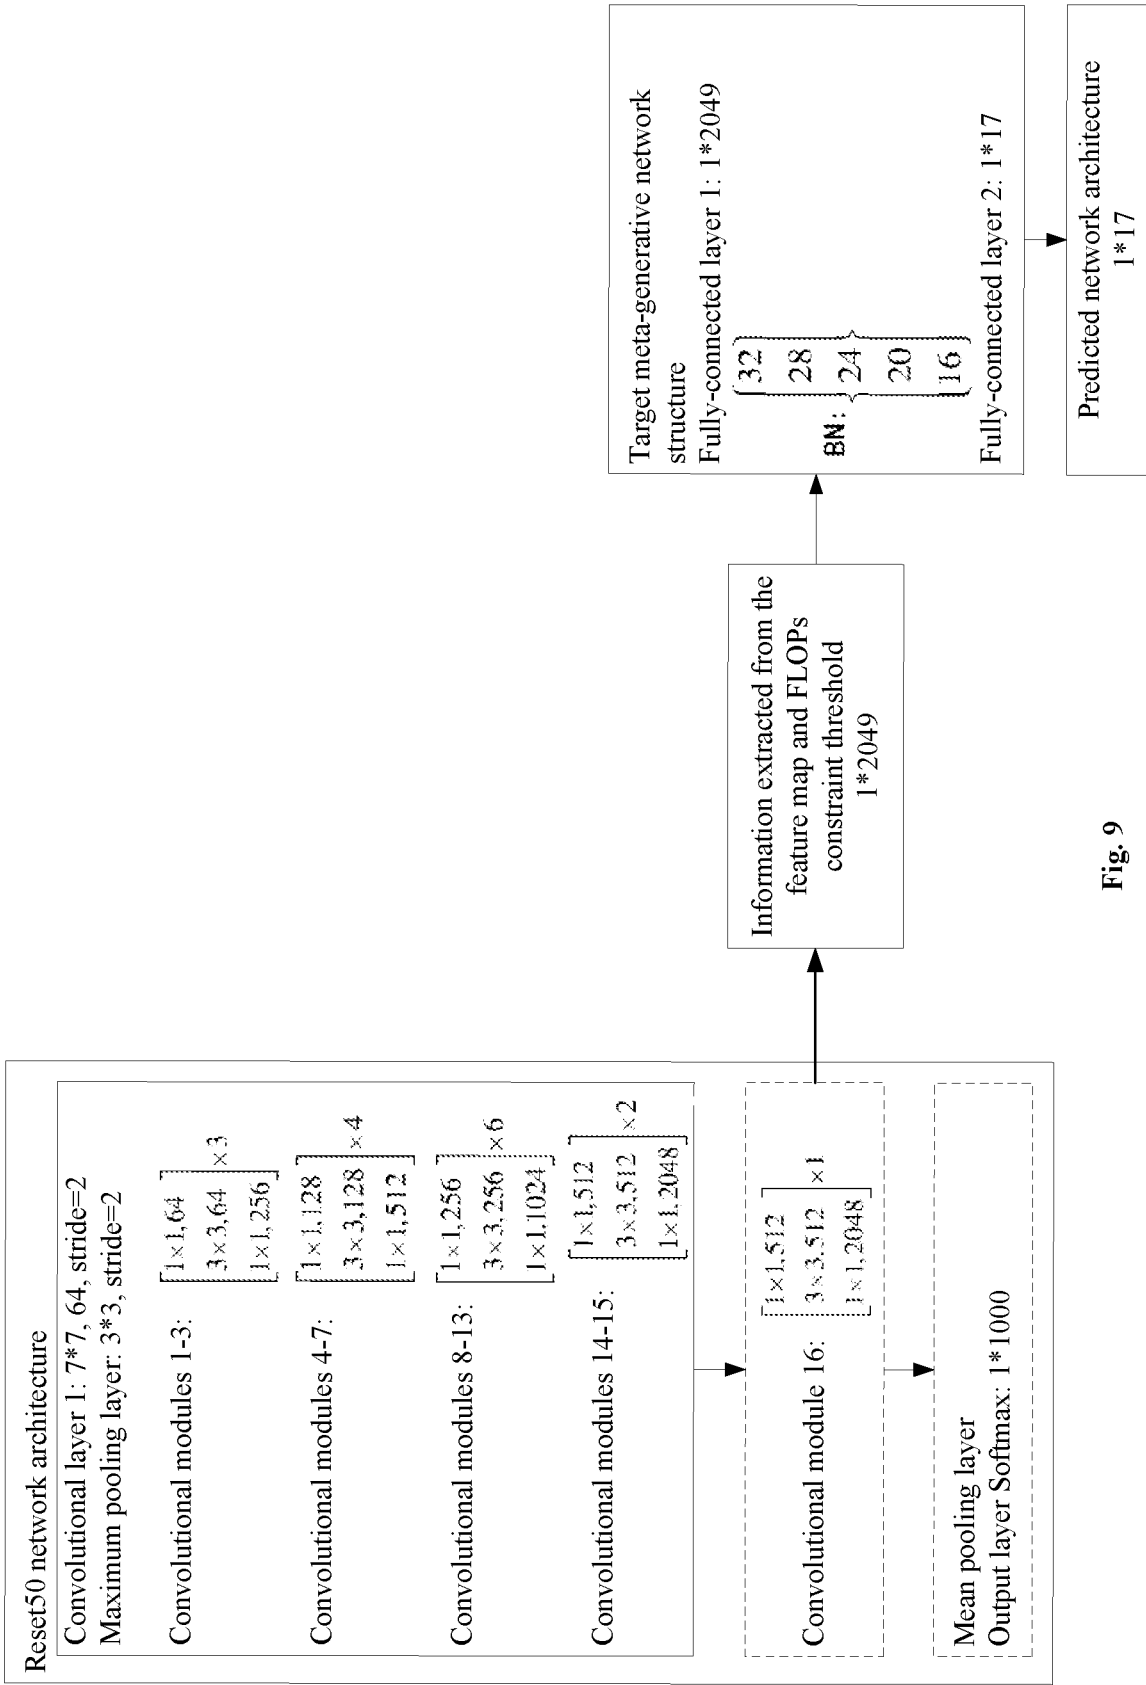 Reset50 network architecture
Convolutional layer 1: 7*7, 64, stride=2
Maximum pooling layer: 3*3, stride=2
Convolutional modules 1-3:
1×1,64
3×3,64
1×1,256
×3
Convolutional modules 4-7:
1×1,128
3×3,128
1×1,512
×4
Convolutional modules 8-13:
1×1,256
3×3,256
1×1,1024
×6
Convolutional modules 14-15:
1×1,512
3×3,512
1×1,2048
×2
Convolutional module 16:
1×1,512
3×3,512
1×1,2048
×1
Mean pooling layer
Output layer Softmax: 1*1000
Information extracted from the
feature map and FLOPs
constraint threshold
1*2049
Target meta-generative network
structure
Fully-connected layer 1: 1*2049
BN:
32
28
24
20
16
Fully-connected layer 2: 1*17
Predicted network architecture
1*17
Fig. 9